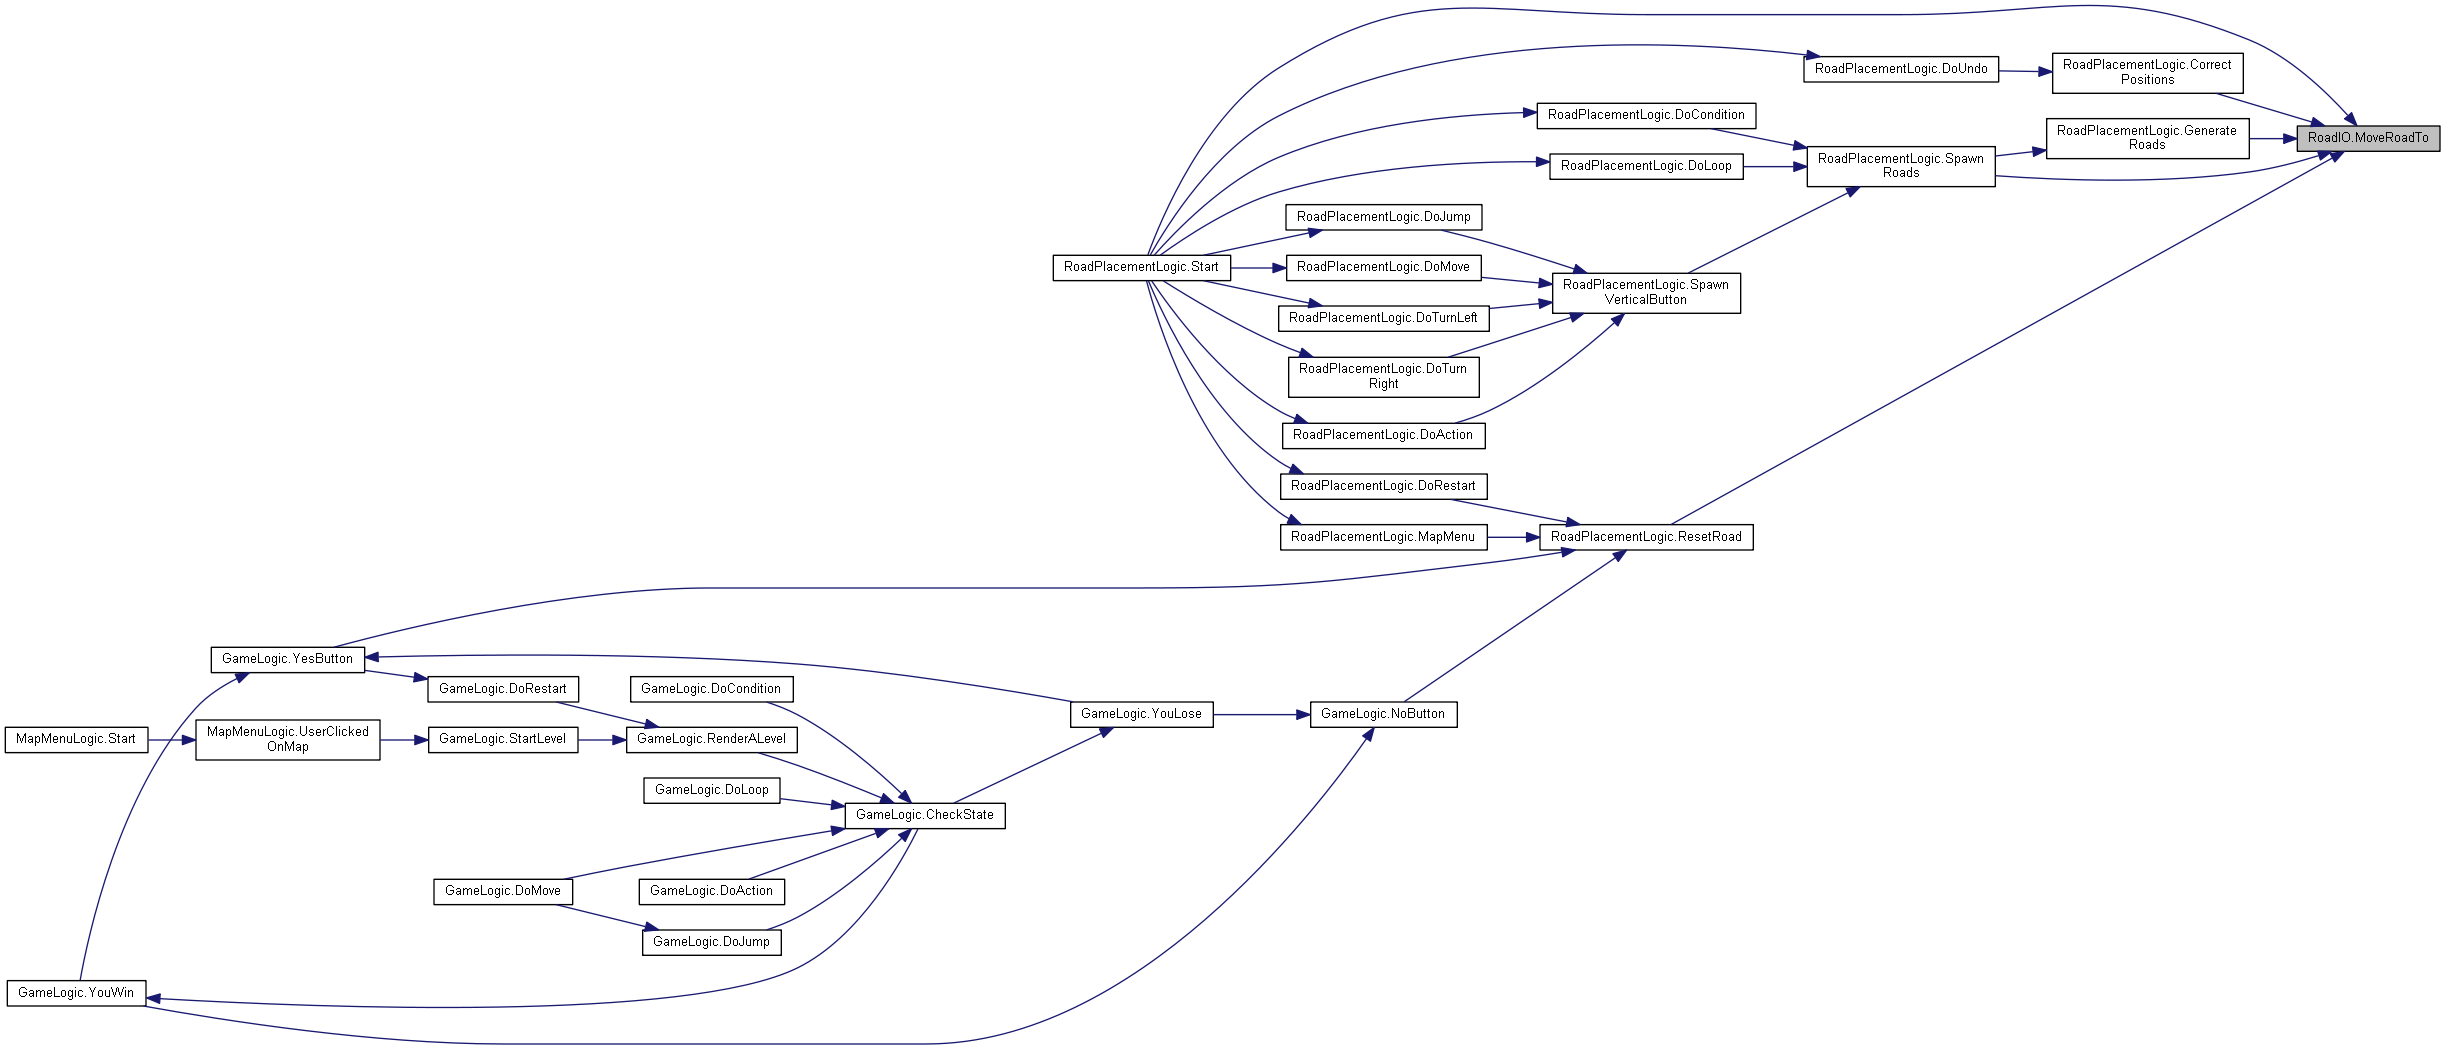 RoadPlacementLogic.DoUndo
RoadPlacementLogic.Correct
Positions
RoadPlacementLogic.DoCondition
RoadPlacementLogic.Generate
Roads
RoadIO.MoveRoadTo
RoadPlacementLogic.DoLoop
RoadPlacementLogic.Spawn
Roads
RoadPlacementLogic.DoJump
RoadPlacementLogic.Start
RoadPlacementLogic.DoMove
RoadPlacementLogic.Spawn
VerticalButton
RoadPlacementLogic.DoTurnLeft
RoadPlacementLogic.DoTurn
Right
RoadPlacementLogic.DoAction
RoadPlacementLogic.DoRestart
RoadPlacementLogic.MapMenu
RoadPlacementLogic.ResetRoad
GameLogic.YesButton
GameLogic.DoRestart
GameLogic.DoCondition
GameLogic.YouLose
GameLogic.NoButton
MapMenuLogic.Start
MapMenuLogic.UserClicked
OnMap
GameLogic.StartLevel
GameLogic.RenderALevel
GameLogic.DoLoop
GameLogic.CheckState
GameLogic.DoMove
GameLogic.DoAction
GameLogic.DoJump
GameLogic.YouWin